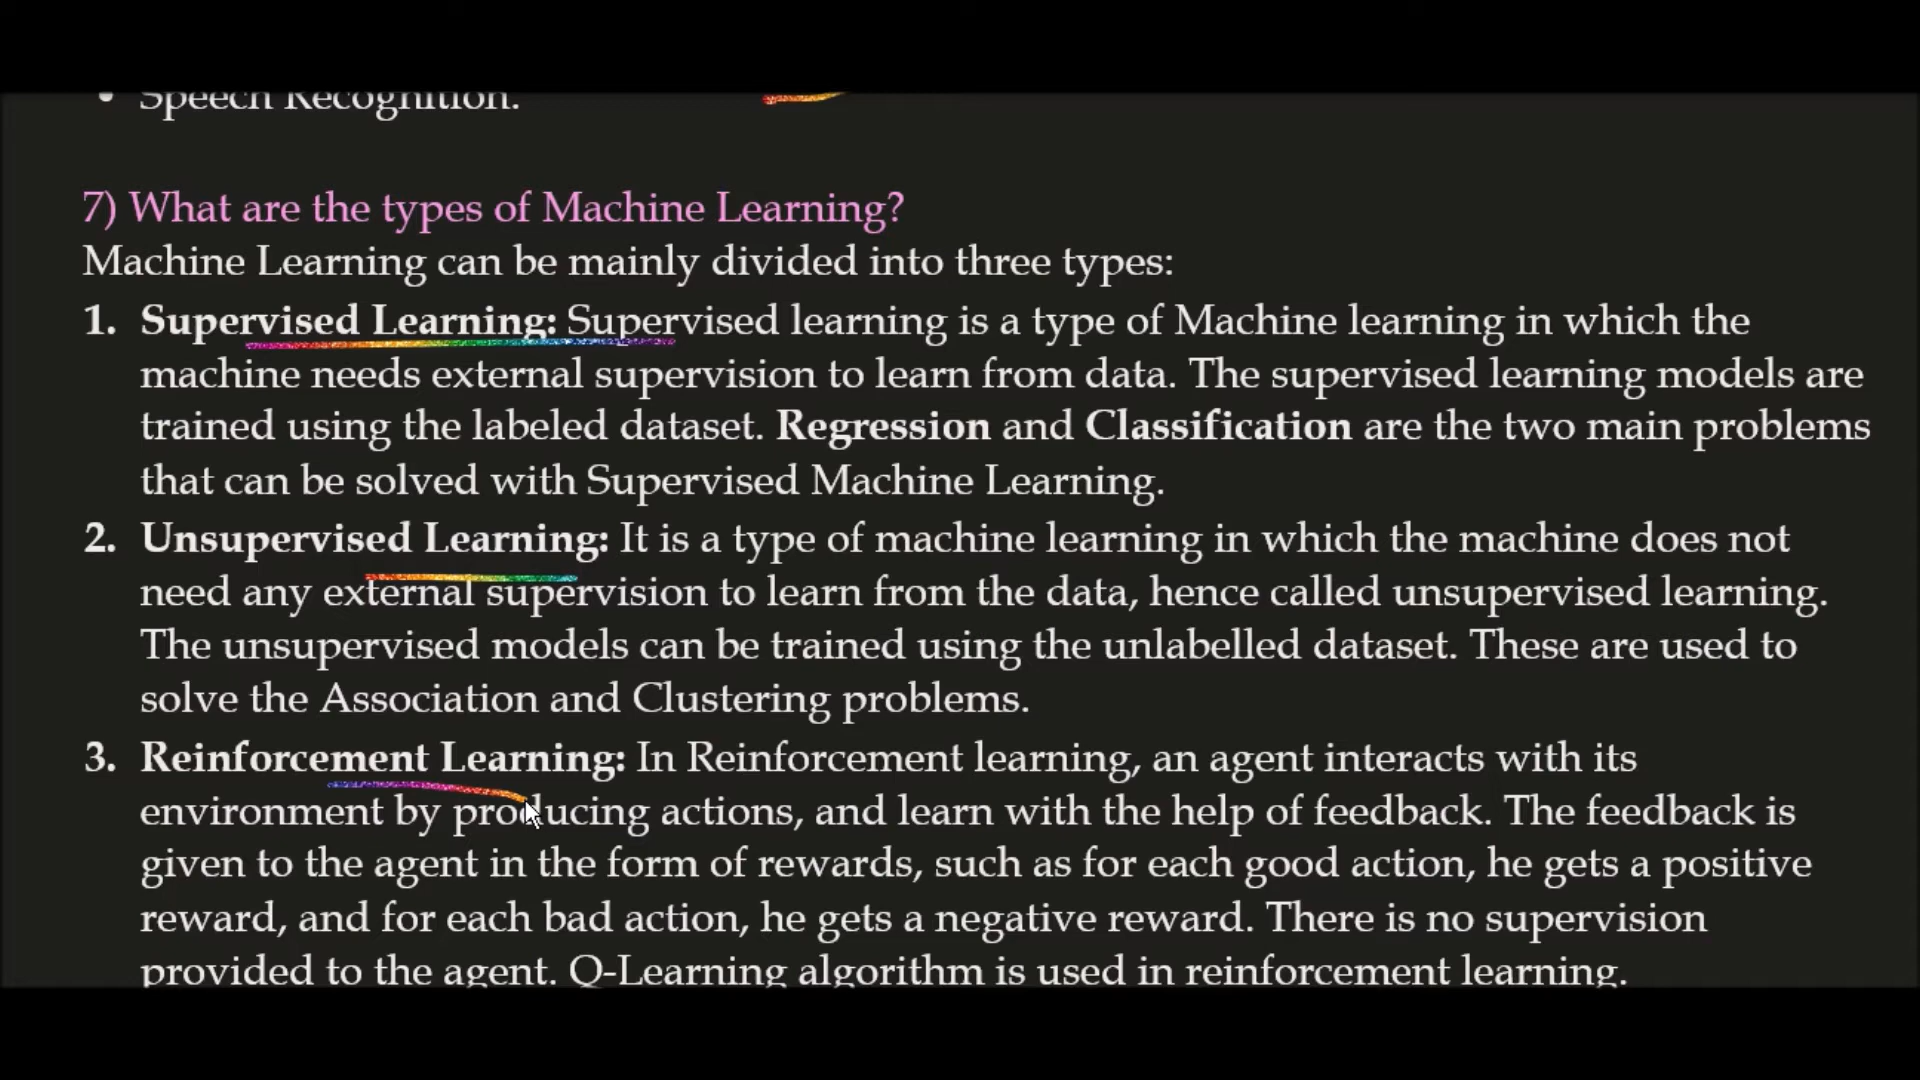 • Speech Recognition.
7) What are the types of Machine Learning?
Machine Learning can be mainly divided into three types:
1. Supervised Learning: Supervised learning is a type of Machine learning in which the
machine needs external supervision to learn from data. The supervised learning models are
trained using the labeled dataset. Regression and Classification are the two main problems
that can be solved with Supervised Machine Learning.
2. Unsupervised Learning: It is a type of machine learning in which the machine does not
need any external supervision to learn from the data, hence called unsupervised learning.
The unsupervised models can be trained using the unlabelled dataset. These are used to
solve the Association and Clustering problems.
3. Reinforcement Learning: In Reinforcement learning, an agent interacts with its
environment by producing actions, and learn with the help of feedback. The feedback is
given to the agent in the form of rewards, such as for each good action, he gets a positive
reward, and for each bad action, he gets a negative reward. There is no supervision
provided to the agent. Q-Learning algorithm is used in reinforcement learning.